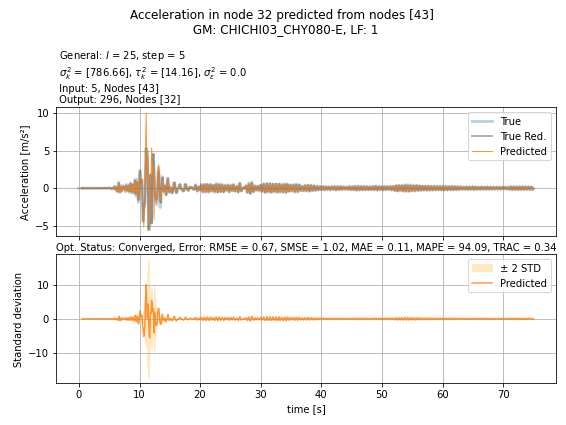 Acceleration in node 32 predicted from nodes [43]
GM: CHICHI03_CHY080-E, LF: 1
General: l = 25, step = 5
σ²ₖ = [786.66], τ²ₖ = [14.16], σ²ε = 0.0
Input: 5, Nodes [43]
Output: 296, Nodes [32]
Acceleration [m/s²]
10
5
0
−5
True
True Red.
Predicted
Opt. Status: Converged, Error: RMSE = 0.67, SMSE = 1.02, MAE = 0.11, MAPE = 94.09, TRAC = 0.34
Standard deviation
10
0
−10
± 2 STD
Predicted
0 10 20 30 40 50 60 70
time [s]